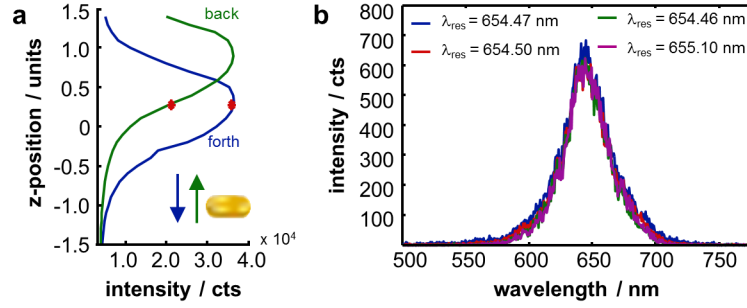 a
back
z-position / units
1.5
1.0
0.5
0
-0.5
-1.0
-1.5
forth
1.0 2.0 3.0 4.0
x 10^4
intensity / cts
b
λres = 654.47 nm
λres = 654.46 nm
λres = 654.50 nm
λres = 655.10 nm
intensity / cts
800
700
600
500
400
300
200
100
500 550 600 650 700 750
wavelength / nm